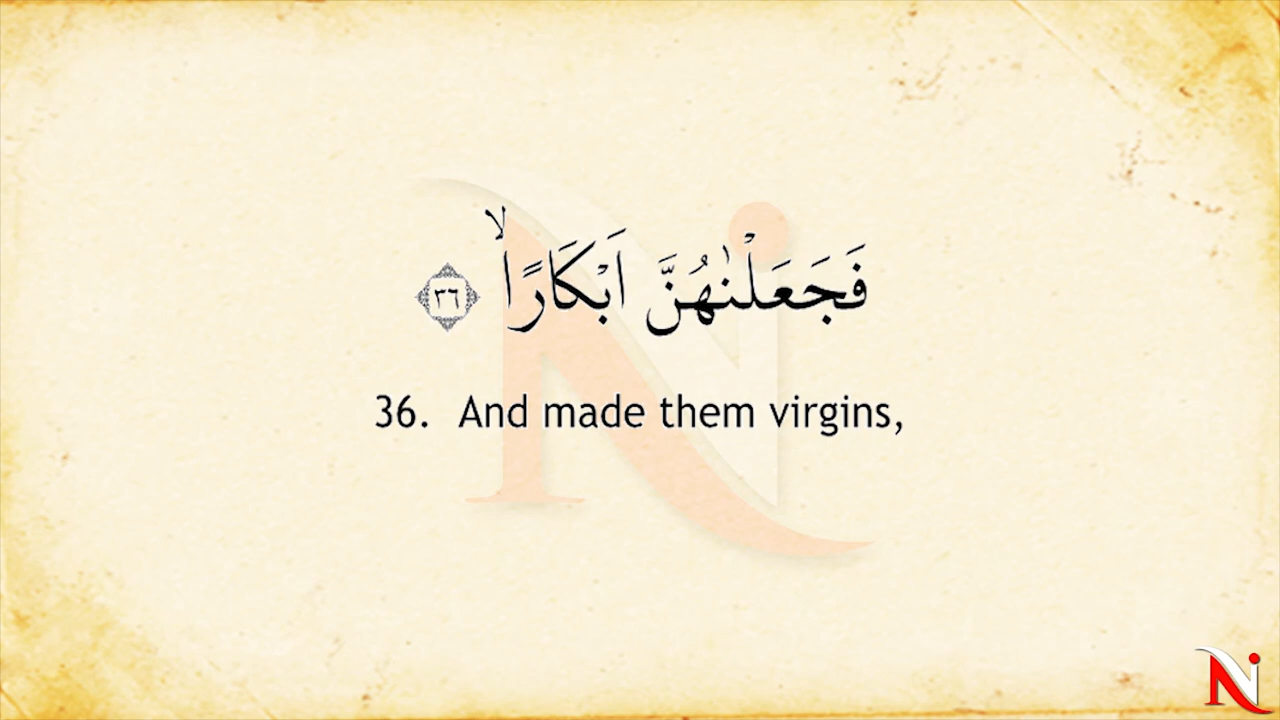 فَجَعَلْنٰهُنَّ اَبْكَارًاۙ ٣٦
36. And made them virgins,